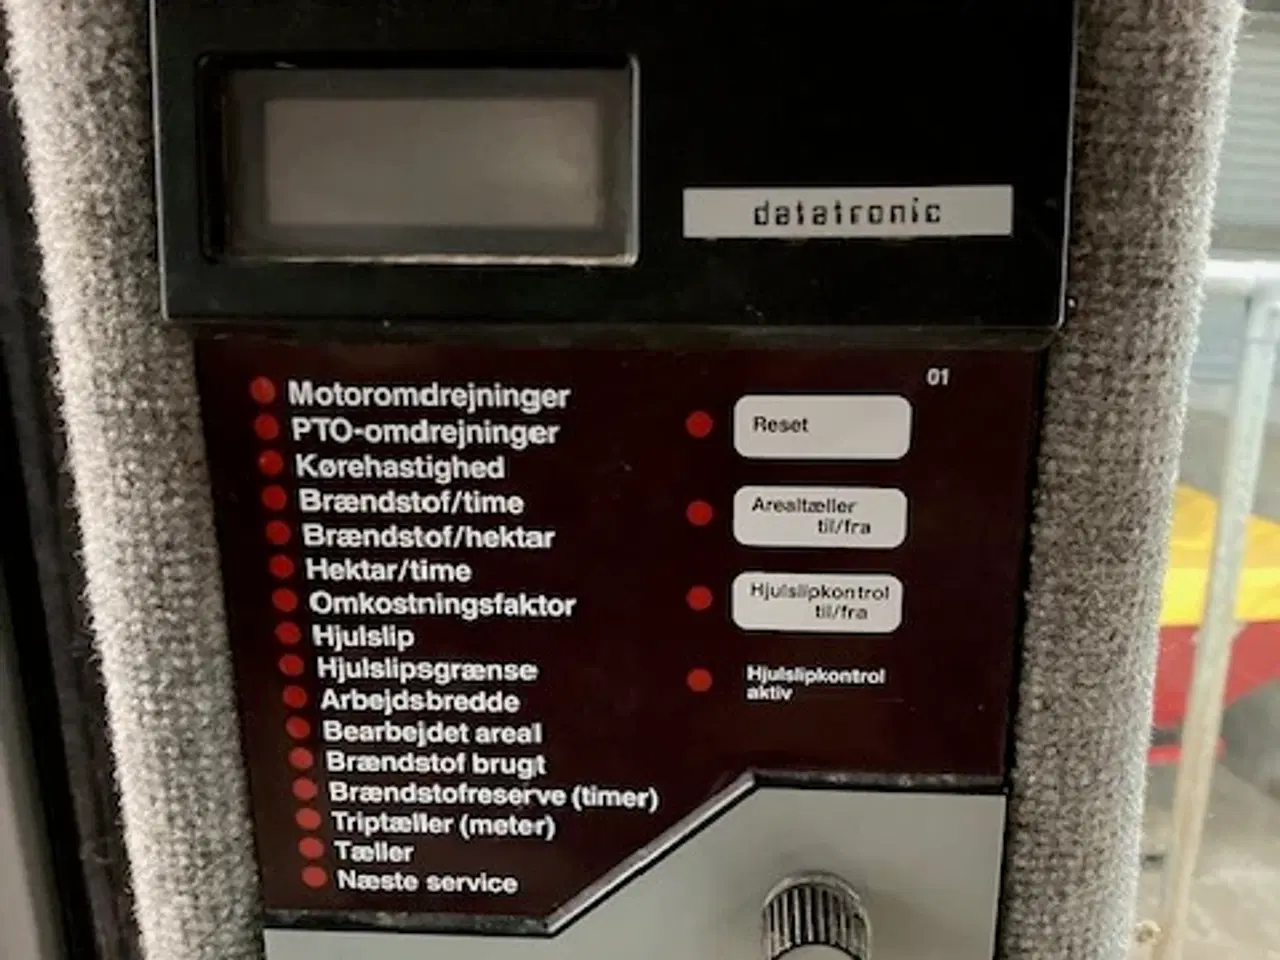 datatronic
01
Motoromdrejninger
PTO-omdrejninger
Kørehastighed
Brændstof/time
Brændstof/hektar
Hektar/time
Omkostningsfaktor
Hjulslip
Hjulslipsgrænse
Arbejdsbredde
Bearbejdet areal
Brændstof brugt
Brændstofreserve (timer)
Triptæller (meter)
Tæller
Næste service
Reset
Arealtæller
til/fra
Hjulslipkontrol
til/fra
Hjulslipkontrol
aktiv